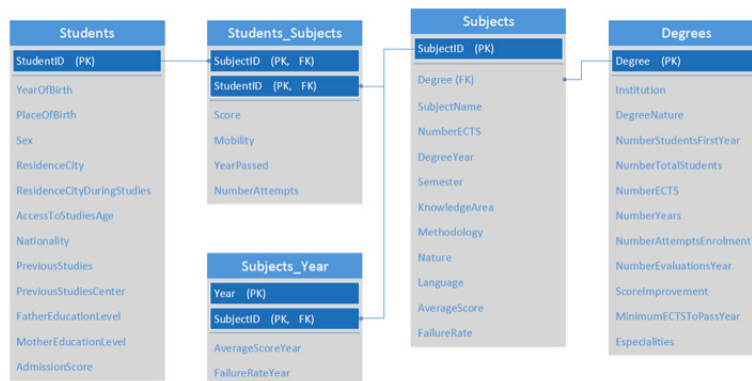 Students
StudentID (PK)
YearOfBirth
PlaceOfBirth
Sex
ResidenceCity
ResidenceCityDuringStudies
AccessToStudiesAge
Nationality
PreviousStudies
PreviousStudiesCenter
FatherEducationLevel
MotherEducationLevel
AdmissionScore
Students_Subjects
SubjectID (PK, FK)
StudentID (PK, FK)
Score
Mobility
YearPassed
NumberAttempts
Subjects_Year
Year (PK)
SubjectID (PK, FK)
AverageScoreYear
FailureRateYear
Subjects
SubjectID (PK)
Degree (FK)
SubjectName
NumberECTS
DegreeYear
Semester
KnowledgeArea
Methodology
Nature
Language
AverageScore
FailureRate
Degrees
Degree (PK)
Institution
DegreeNature
NumberStudentsFirstYear
NumberTotalStudents
NumberECTS
NumberYears
NumberAttemptsEnrolment
NumberEvaluationsYear
ScoreImprovement
MinimumECTSToPassYear
Especialities